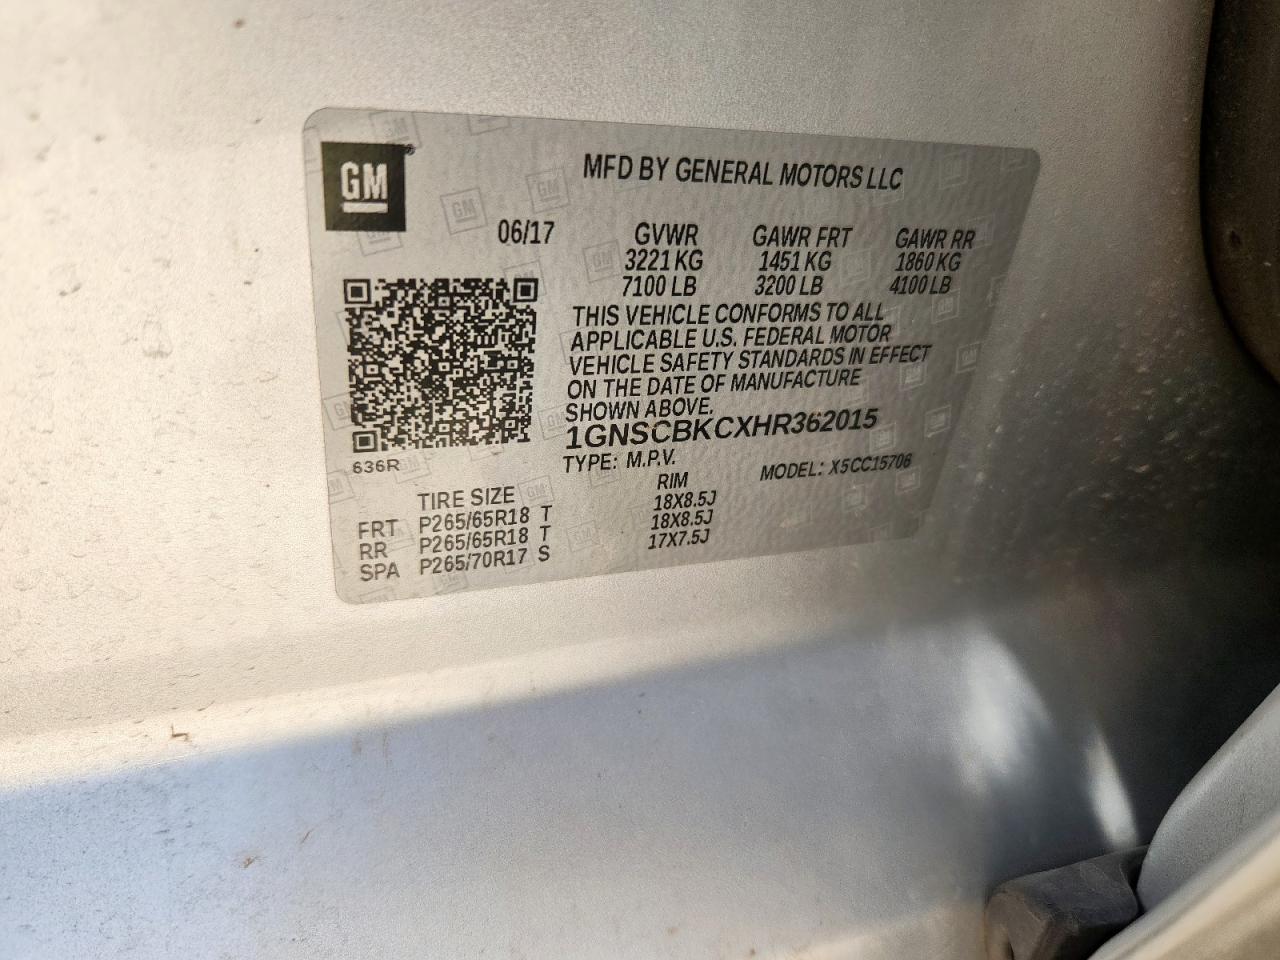 GM
MFD BY GENERAL MOTORS LLC
06/17 GVWR GAWR FRT GAWR RR
3221 KG 1451 KG 1860 KG
7100 LB 3200 LB 4100 LB
THIS VEHICLE CONFORMS TO ALL
APPLICABLE U.S. FEDERAL MOTOR
VEHICLE SAFETY STANDARDS IN EFFECT
ON THE DATE OF MANUFACTURE
SHOWN ABOVE.
1GNSCBKCXHR362015
636R
TYPE: M.P.V. MODEL: X5CC15706
TIRE SIZE RIM
FRT P265/65R18 T 18X8.5J
RR P265/65R18 T 18X8.5J
SPA P265/70R17 S 17X7.5J